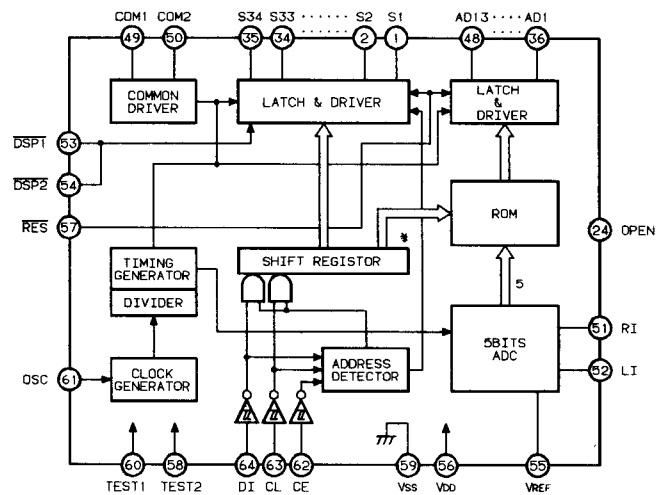 COM1 COM2 S34 S33 ····· S2 S1 AD13 ····· AD1
49 50 35 34 2 1 48 36
COMMON
DRIVER
LATCH & DRIVER
LATCH
&
DRIVER
DSP1
53
DSP2
54
RES
57
ROM
24 OPEN
*
SHIFT REGISTOR
TIMING
GENERATOR
DIVIDER
5
5BITS
ADC
51 RI
52 LI
OSC 61
CLOCK
GENERATOR
ADDRESS
DETECTOR
60 58 64 63 62 59 56 55
TEST1 TEST2 DI CL CE VSS VDD VREF